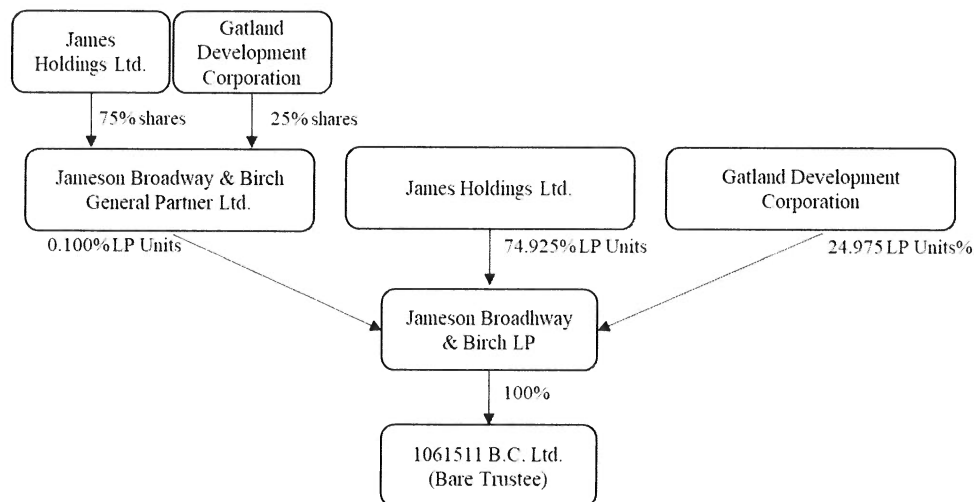 James
Holdings Ltd.
Gatland
Development
Corporation
75% shares
25% shares
Jameson Broadway & Birch
General Partner Ltd.
James Holdings Ltd.
Gatland Development
Corporation
0.100% LP Units
74.925% LP Units
24.975 LP Units%
Jameson Broadhway
& Birch LP
100%
1061511 B.C. Ltd.
(Bare Trustee)